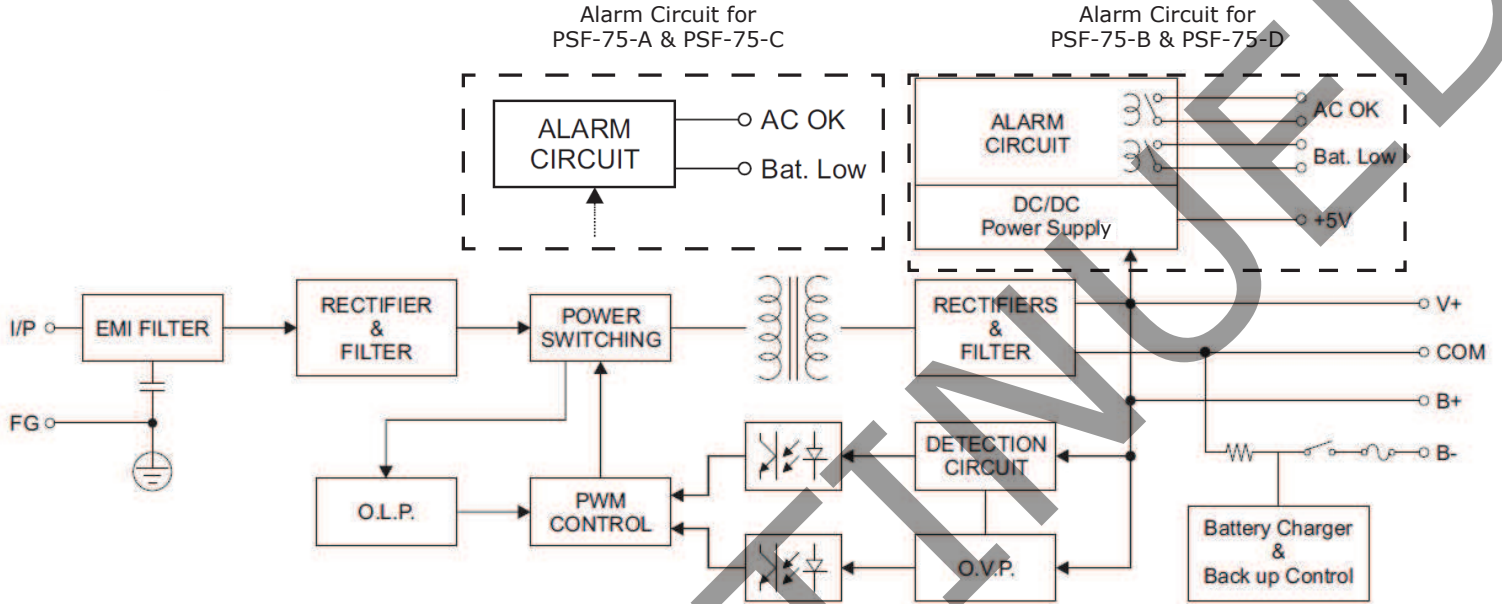 Alarm Circuit for
PSF-75-A & PSF-75-C
Alarm Circuit for
PSF-75-B & PSF-75-D
ALARM
CIRCUIT
AC OK
Bat. Low
ALARM
CIRCUIT
AC OK
Bat. Low
DC/DC
Power Supply
+5V
I/P
EMI FILTER
RECTIFIER
&
FILTER
POWER
SWITCHING
RECTIFIERS
&
FILTER
V+
COM
FG
B+
DETECTION
CIRCUIT
B-
O.L.P.
PWM
CONTROL
O.V.P.
Battery Charger
&
Back up Control
TINUED